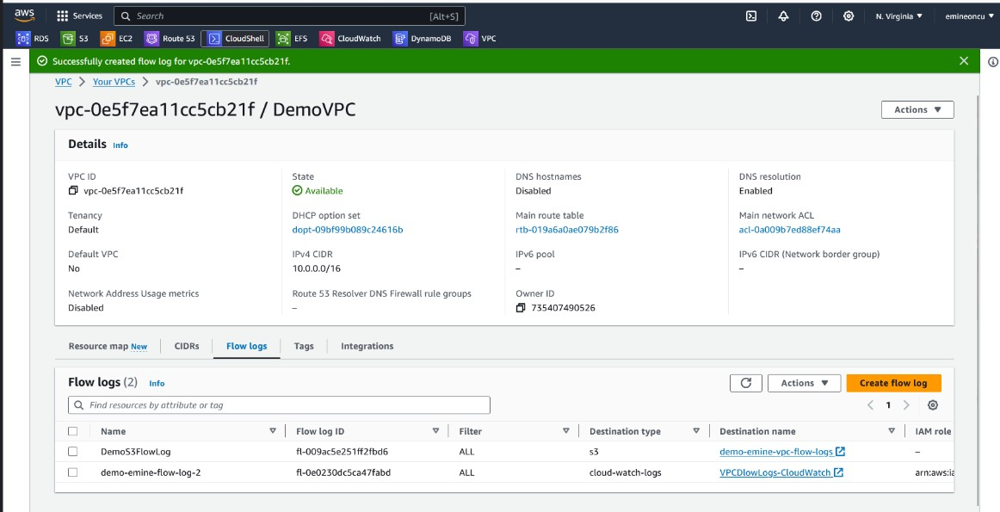 aws Services Search [Alt+S] N. Virginia emineoncu
RDS S3 EC2 Route 53 CloudShell EFS CloudWatch DynamoDB VPC
Successfully created flow log for vpc-0e5f7ea11cc5cb21f.
VPC Your VPCs vpc-0e5f7ea11cc5cb21f
vpc-0e5f7ea11cc5cb21f / DemoVPC Actions
Details Info
VPC ID State DNS hostnames DNS resolution
vpc-0e5f7ea11cc5cb21f Available Disabled Enabled
Tenancy DHCP option set Main route table Main network ACL
Default dopt-09bf99b089c24616b rtb-019a6a0ae079b2f86 acl-0a009b7ed88ef74aa
Default VPC IPv4 CIDR IPv6 pool IPv6 CIDR (Network border group)
No 10.0.0.0/16 – –
Network Address Usage metrics Route 53 Resolver DNS Firewall rule groups Owner ID
Disabled – 735407490526
Resource map New CIDRs Flow logs Tags Integrations
Flow logs (2) Info Actions Create flow log
Find resources by attribute or tag 1
Name Flow log ID Filter Destination type Destination name IAM role
DemoS3FlowLog fl-009ac5e251ff2fbd6 ALL s3 demo-emine-vpc-flow-logs –
demo-emine-flow-log-2 fl-0e0230dc5ca47fabd ALL cloud-watch-logs VPCDlowLogs-CloudWatch arn:aws:ia